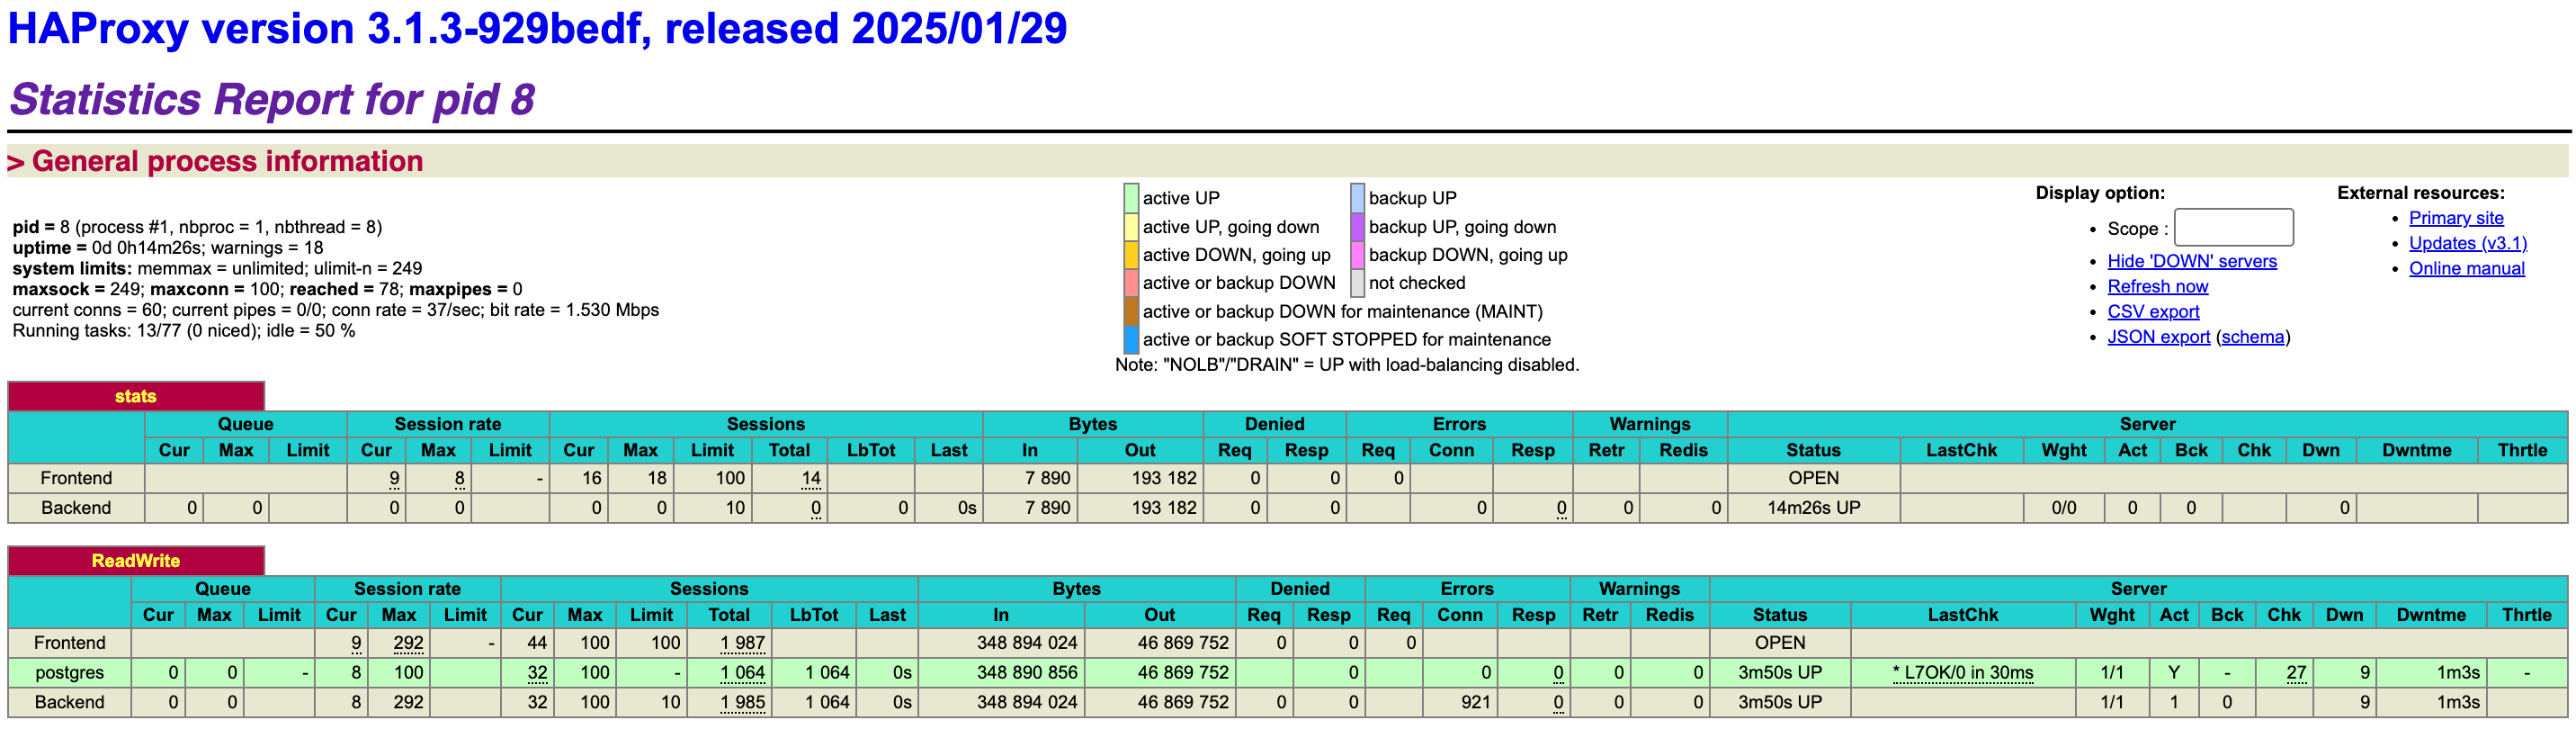 HAProxy version 3.1.3-929bedf, released 2025/01/29
Statistics Report for pid 8
> General process information
pid = 8 (process #1, nbproc = 1, nbthread = 8)
uptime = 0d 0h14m26s; warnings = 18
system limits: memmax = unlimited; ulimit-n = 249
maxsock = 249; maxconn = 100; reached = 78; maxpipes = 0
current conns = 60; current pipes = 0/0; conn rate = 37/sec; bit rate = 1.530 Mbps
Running tasks: 13/77 (0 niced); idle = 50 %
active UP backup UP
active UP, going down backup UP, going down
active DOWN, going up backup DOWN, going up
active or backup DOWN not checked
active or backup DOWN for maintenance (MAINT)
active or backup SOFT STOPPED for maintenance
Note: "NOLB"/"DRAIN" = UP with load-balancing disabled.
Display option:
• Scope :
• Hide 'DOWN' servers
• Refresh now
• CSV export
• JSON export (schema)
External resources:
• Primary site
• Updates (v3.1)
• Online manual
stats
Queue Session rate Sessions Bytes Denied Errors Warnings Server
Cur Max Limit Cur Max Limit Cur Max Limit Total LbTot Last In Out Req Resp Req Conn Resp Retr Redis Status LastChk Wght Act Bck Chk Dwn Dwntme Thrtle
Frontend 9 8 - 16 18 100 14 7 890 193 182 0 0 0 OPEN
Backend 0 0 0 0 0 0 10 0 0 0s 7 890 193 182 0 0 0 0 0 0 14m26s UP 0/0 0 0 0
ReadWrite
Queue Session rate Sessions Bytes Denied Errors Warnings Server
Cur Max Limit Cur Max Limit Cur Max Limit Total LbTot Last In Out Req Resp Req Conn Resp Retr Redis Status LastChk Wght Act Bck Chk Dwn Dwntme Thrtle
Frontend 9 292 - 44 100 100 1 987 348 894 024 46 869 752 0 0 0 OPEN
postgres 0 0 - 8 100 32 100 - 1 064 1 064 0s 348 890 856 46 869 752 0 0 0 0 0 3m50s UP * L7OK/0 in 30ms 1/1 Y - 27 9 1m3s -
Backend 0 0 8 292 32 100 10 1 985 1 064 0s 348 894 024 46 869 752 0 0 921 0 0 0 3m50s UP 1/1 1 0 9 1m3s